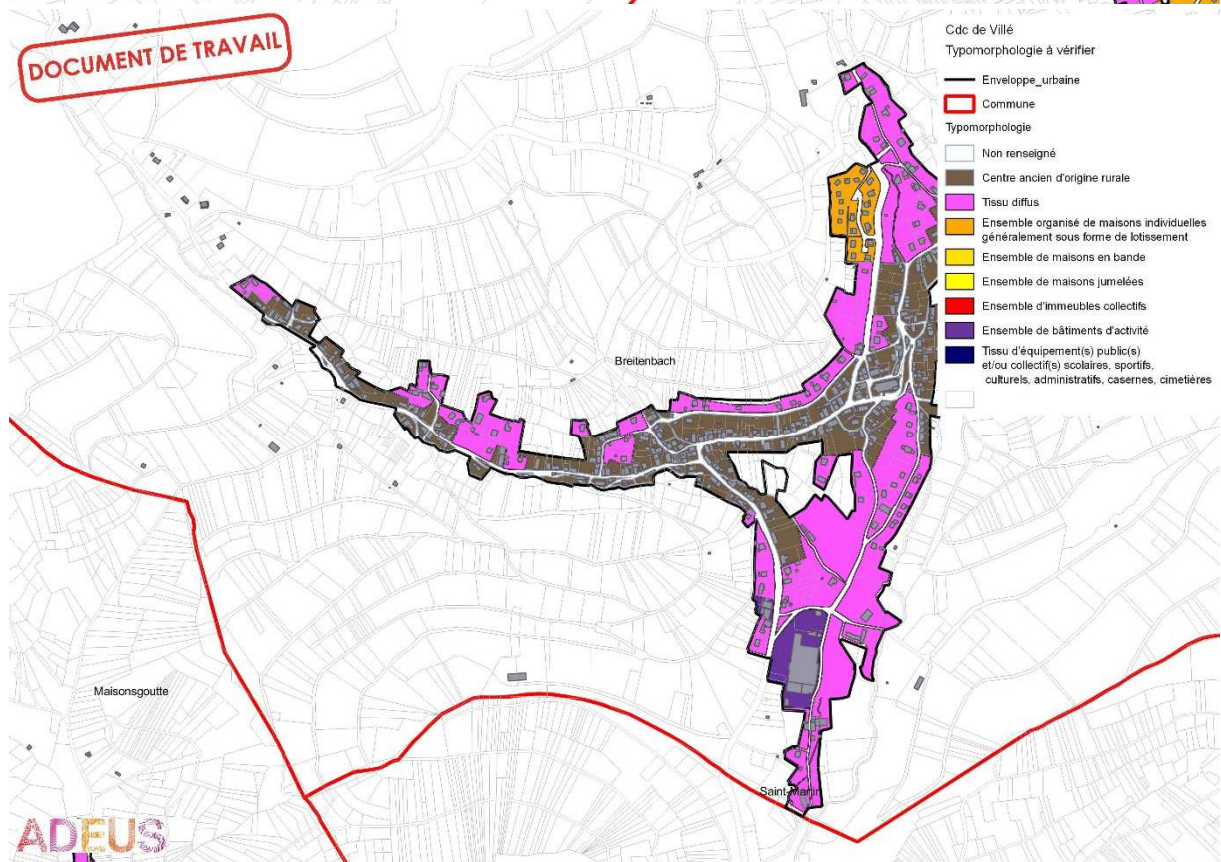 DOCUMENT DE TRAVAIL
Cdc de Villé
Typomorphologie à vérifier
Enveloppe_urbaine
Commune
Typomorphologie
Non renseigné
Centre ancien d'origine rurale
Tissu diffus
Ensemble organisé de maisons individuelles
généralement sous forme de lotissement
Ensemble de maisons en bande
Ensemble de maisons jumelées
Ensemble d'immeubles collectifs
Ensemble de bâtiments d'activité
Tissu d'équipement(s) public(s)
et/ou collectif(s) scolaires, sportifs,
culturels, administratifs, casernes, cimetières
Breitenbach
Maisonsgoutte
Saint-Martin
ADEUS